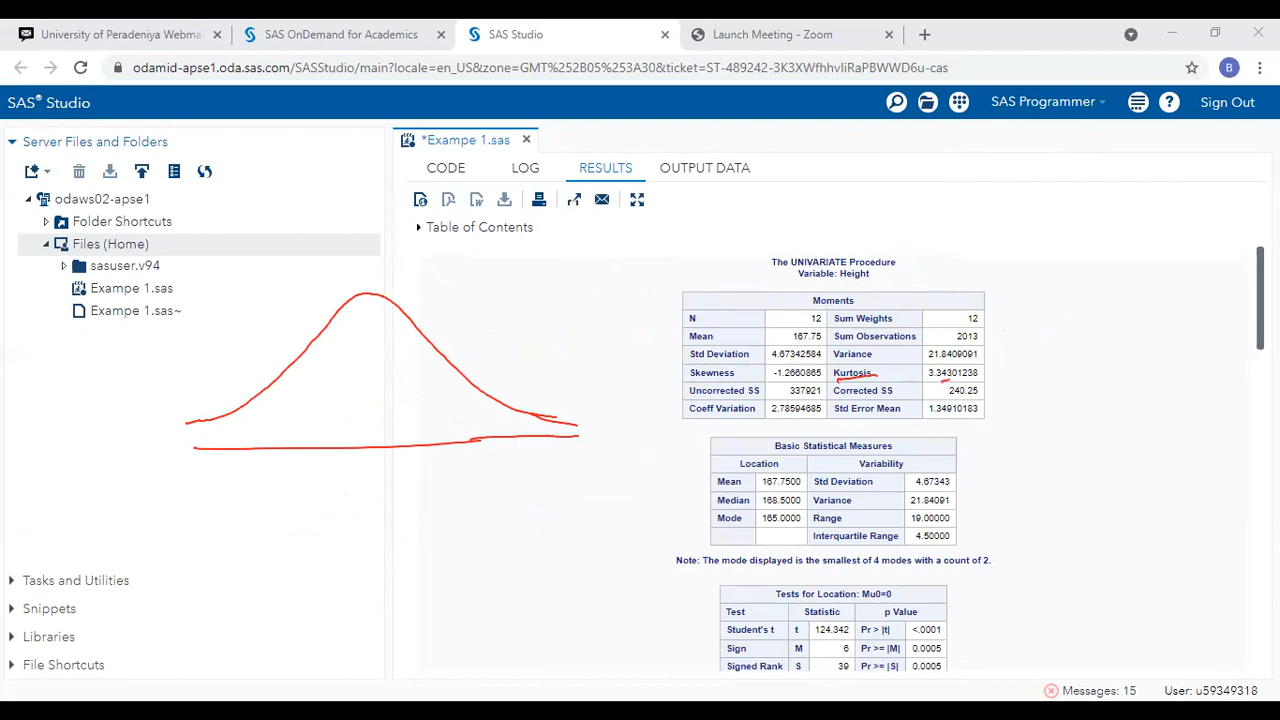 University of Peradeniya Webma
SAS OnDemand for Academics
SAS Studio
Launch Meeting - Zoom
odamid-apse1.oda.sas.com/SASStudio/main?locale=en_US&zone=GMT%252B05%253A30&ticket=ST-489242-3K3XWfhhvIiRaPBWWD6u-cas
B
SAS® Studio
SAS Programmer
Sign Out
Server Files and Folders
odaws02-apse1
Folder Shortcuts
Files (Home)
sasuser.v94
Exampe 1.sas
Exampe 1.sas~
Tasks and Utilities
Snippets
Libraries
File Shortcuts
*Exampe 1.sas
CODE LOG RESULTS OUTPUT DATA
Table of Contents
The UNIVARIATE Procedure
Variable: Height
Moments
N 12 Sum Weights 12
Mean 167.75 Sum Observations 2013
Std Deviation 4.67342584 Variance 21.8409091
Skewness -1.2660865 Kurtosis 3.34301238
Uncorrected SS 337921 Corrected SS 240.25
Coeff Variation 2.78594685 Std Error Mean 1.34910183
Basic Statistical Measures
Location Variability
Mean 167.7500 Std Deviation 4.67343
Median 168.5000 Variance 21.84091
Mode 165.0000 Range 19.00000
Interquartile Range 4.50000
Note: The mode displayed is the smallest of 4 modes with a count of 2.
Tests for Location: Mu0=0
Test Statistic p Value
Student's t t 124.342 Pr > |t| <.0001
Sign M 6 Pr >= |M| 0.0005
Signed Rank S 39 Pr >= |S| 0.0005
Messages: 15
User: u59349318